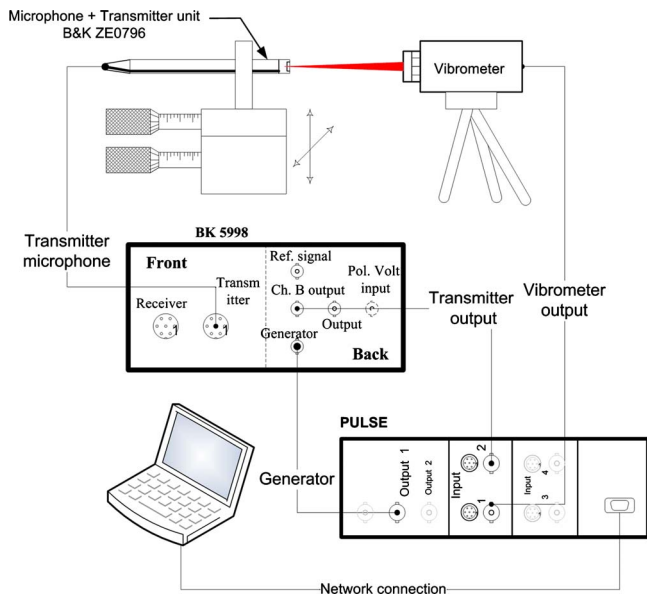 Microphone + Transmitter unit
B&K ZE0796
Vibrometer
Transmitter
microphone
BK 5998
Front
Ref. signal
Pol. Volt
input
Transm
itter
Ch. B output
Receiver
Output
Generator
Back
Transmitter
output
Vibrometer
output
PULSE
Generator
Output 1
Output 2
Input
1
2
Input
3
4
Network connection